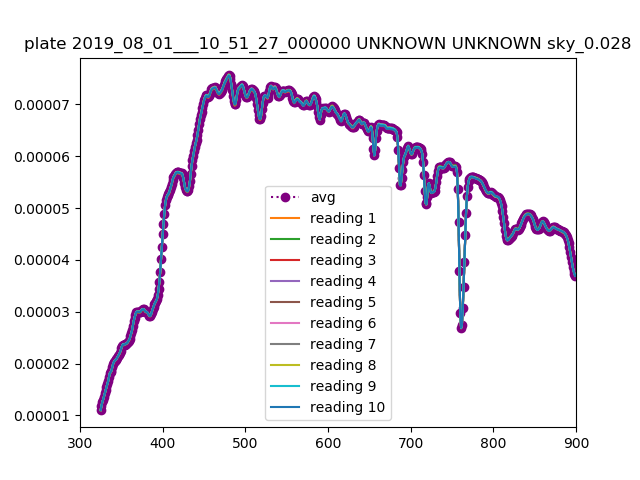 plate 2019_08_01___10_51_27_000000 UNKNOWN UNKNOWN sky_0.028
0.00007
0.00006
0.00005
0.00004
0.00003
0.00002
0.00001
avg
reading 1
reading 2
reading 3
reading 4
reading 5
reading 6
reading 7
reading 8
reading 9
reading 10
300 400 500 600 700 800 900